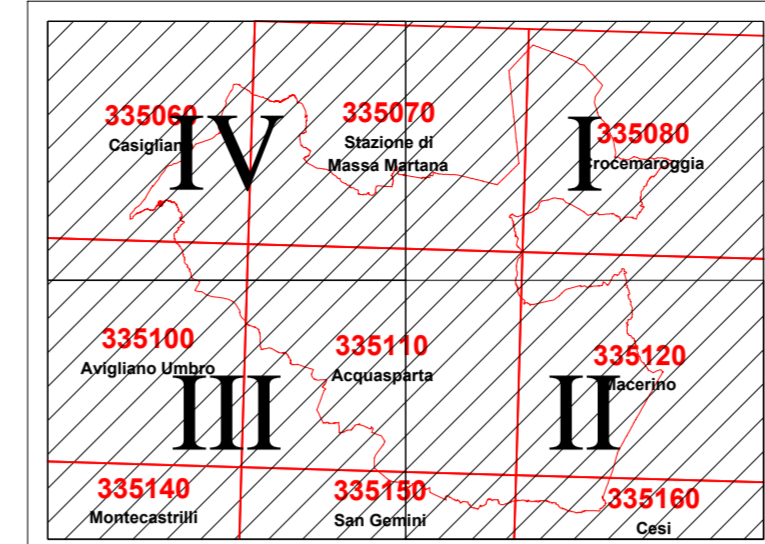 335060
Casigliano
IV
335070
Stazione di
Massa Martana
I
335080
Crocemaroggia
335100
Avigliano Umbro
III
335110
Acquasparta
335120
Macerino
II
335140
Montecastrilli
335150
San Gemini
335160
Cesi